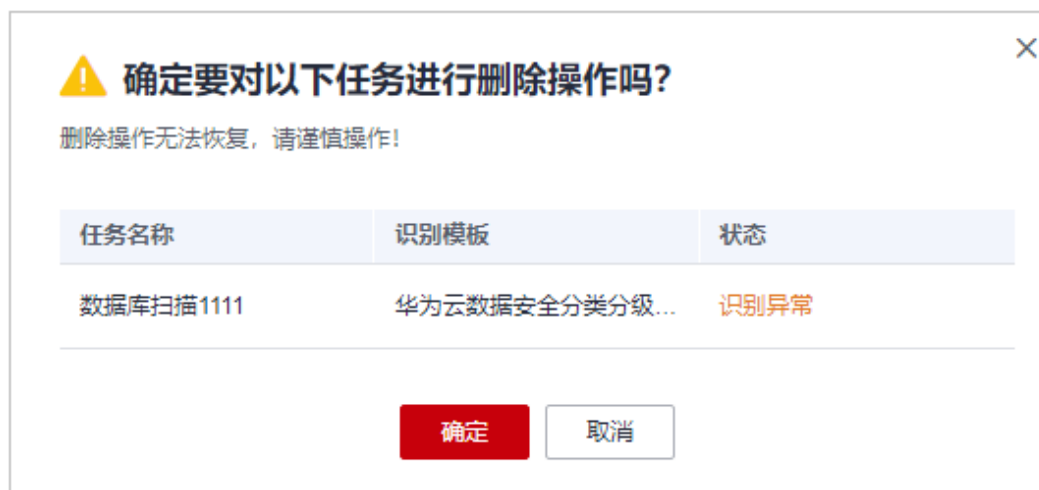 确定要对以下任务进行删除操作吗？
删除操作无法恢复，请谨慎操作！
任务名称 识别模板 状态
数据库扫描1111 华为云数据安全分类分级... 识别异常
确定 取消